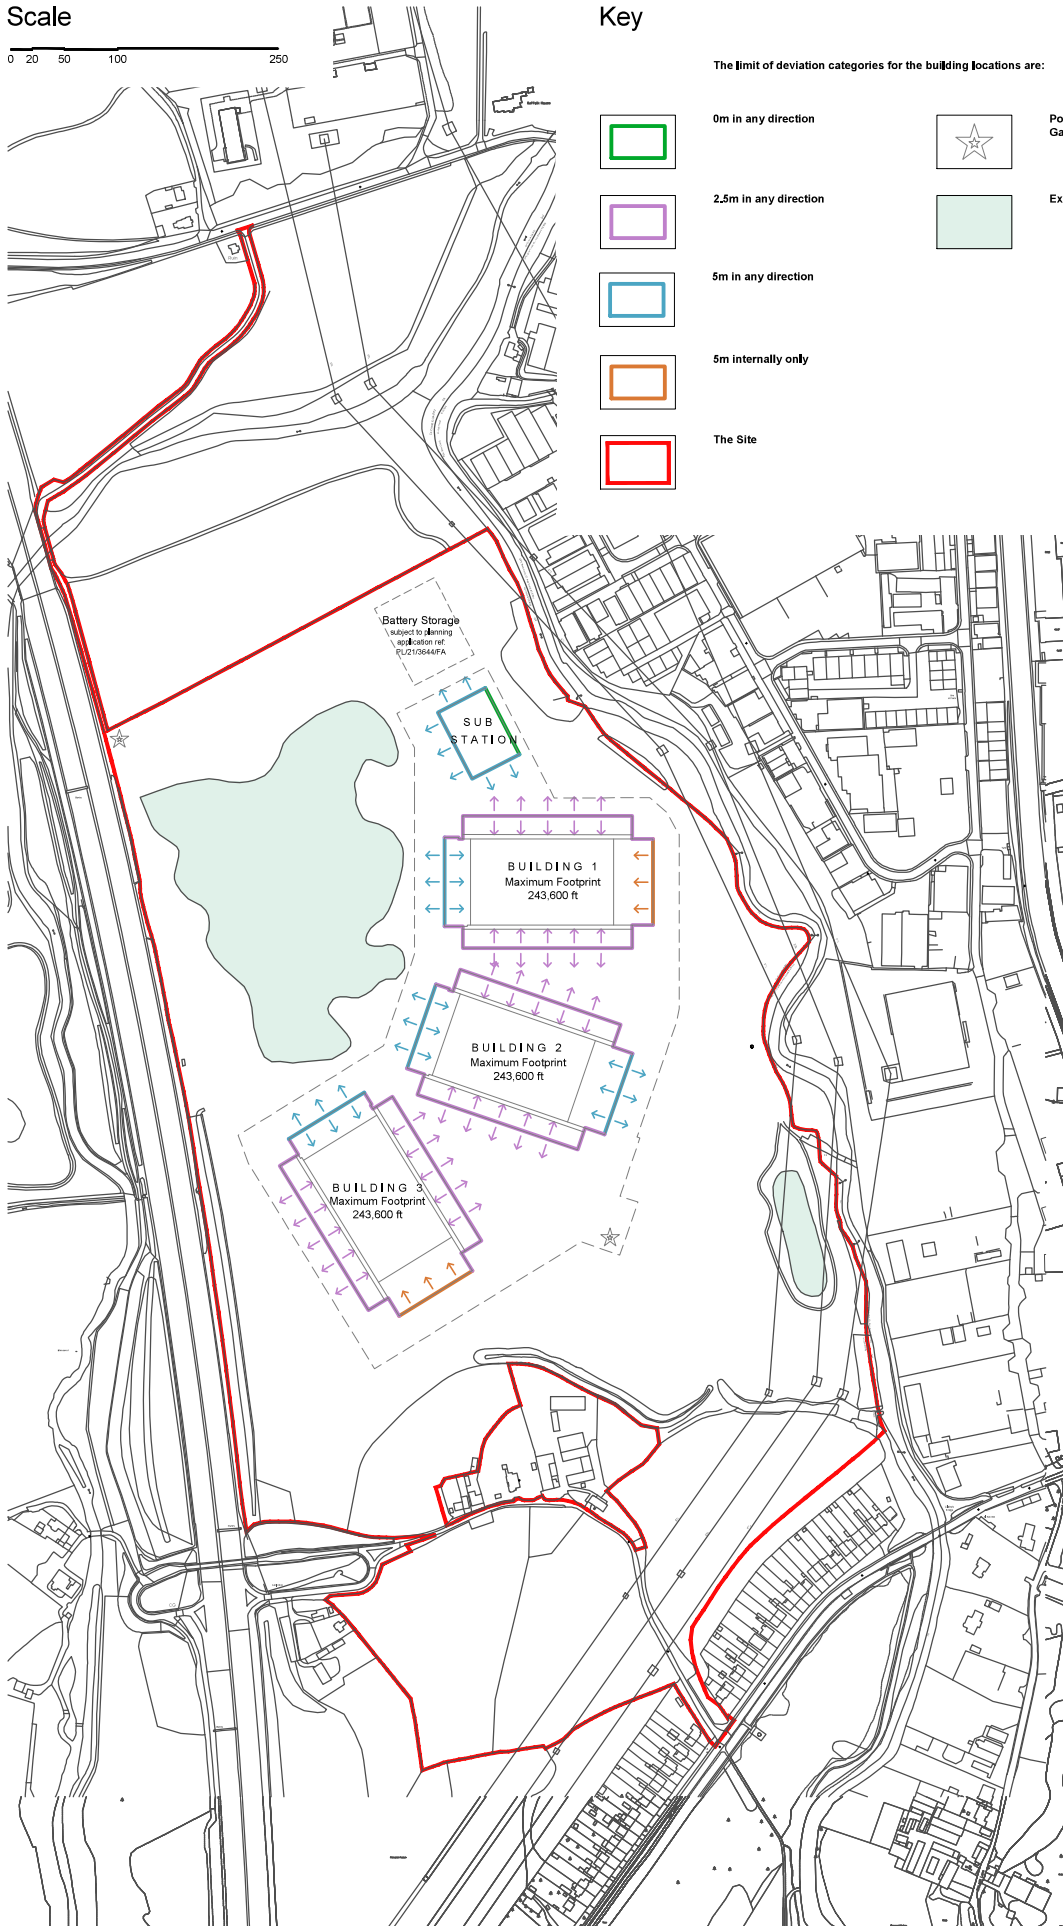 Scale
0 20 50 100 250
Key
The limit of deviation categories for the building locations are:
0m in any direction
2.5m in any direction
5m in any direction
5m internally only
The Site
Po
Ga
Ex
Battery Storage
subject to planning
application ref:
PL/21/3644/FA
SUB
STATION
BUILDING 1
Maximum Footprint
243,600 ft
BUILDING 2
Maximum Footprint
243,600 ft
BUILDING 3
Maximum Footprint
243,600 ft